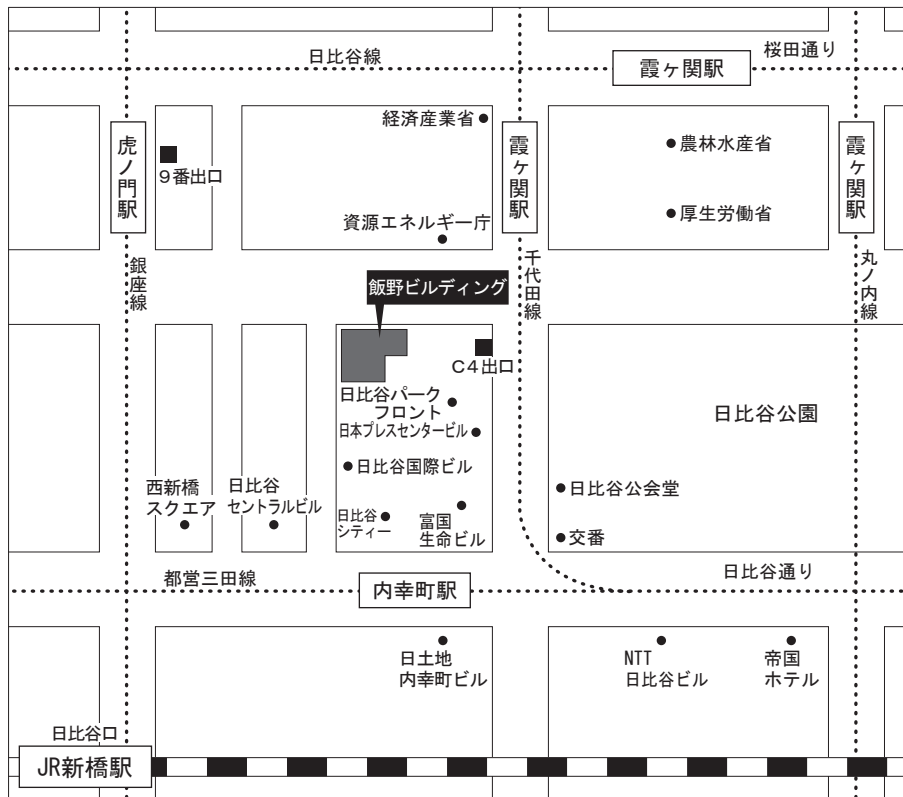 桜田通り
日比谷線
霞ヶ関駅
経済産業省
虎ノ門駅
9番出口
霞ヶ関駅
農林水産省
霞ヶ関駅
厚生労働省
資源エネルギー庁
銀座線
千代田線
丸ノ内線
飯野ビルディング
C4出口
日比谷パーク
フロント
日本プレスセンタービル
日比谷公園
日比谷国際ビル
西新橋
スクエア
日比谷
セントラルビル
日比谷
シティー
富国
生命ビル
日比谷公会堂
交番
都営三田線
内幸町駅
日比谷通り
日土地
内幸町ビル
NTT
日比谷ビル
帝国
ホテル
日比谷口
JR新橋駅